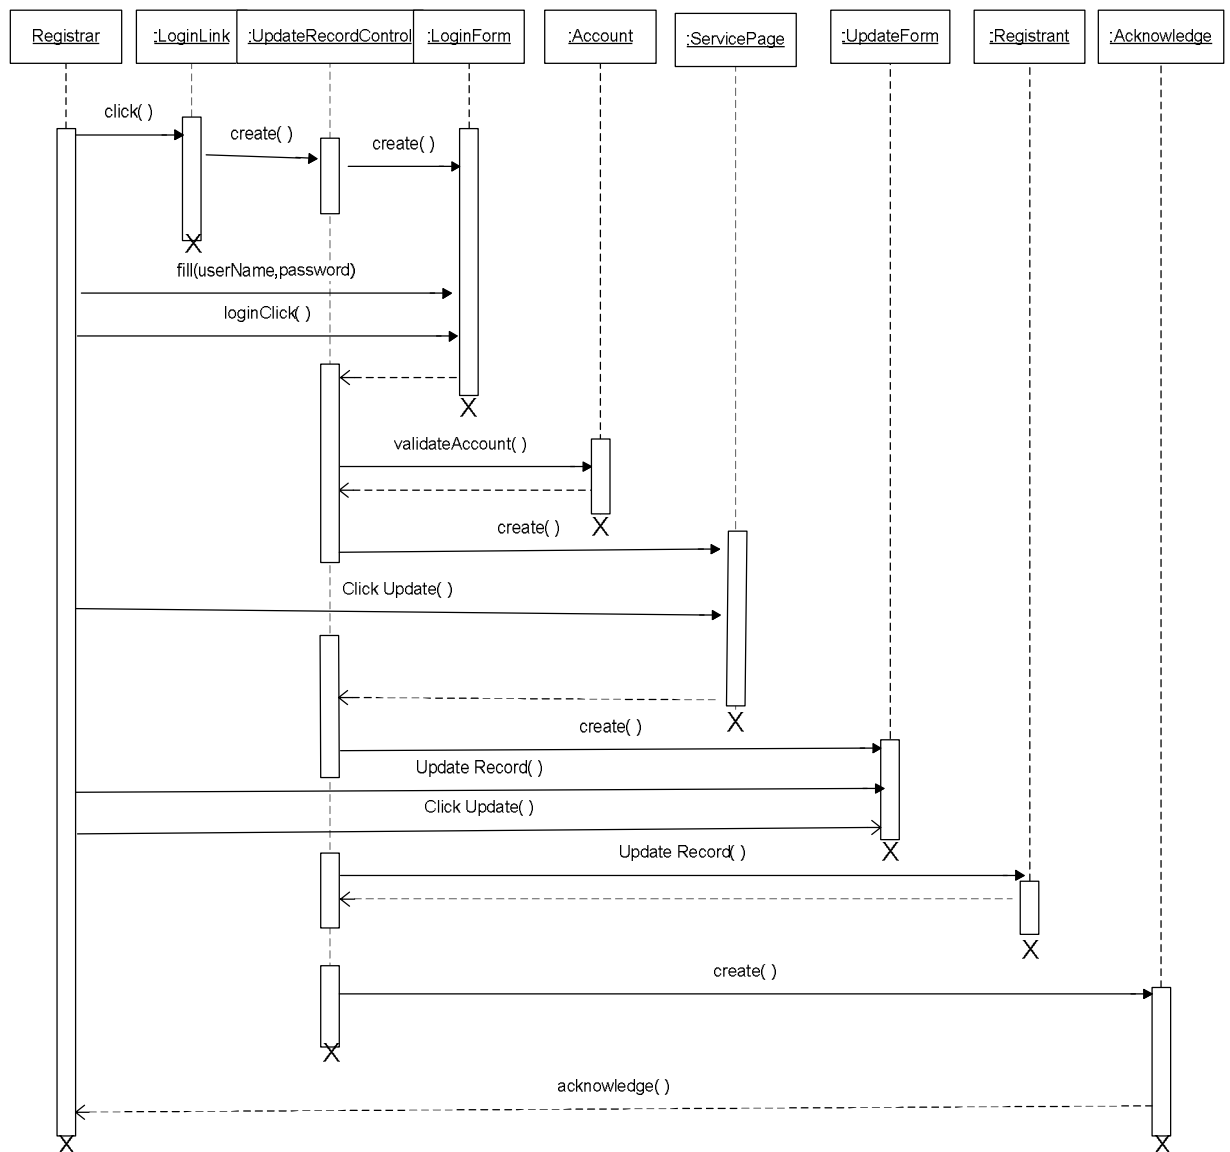 Registrar
:LoginLink
:UpdateRecordControl
:LoginForm
:Account
:ServicePage
:UpdateForm
:Registrant
:Acknowledge
click( )
create( )
create( )
X
fill(userName,password)
loginClick( )
X
validateAccount( )
X
create( )
Click Update( )
X
create( )
Update Record( )
Click Update( )
X
Update Record( )
X
create( )
X
acknowledge( )
X
X